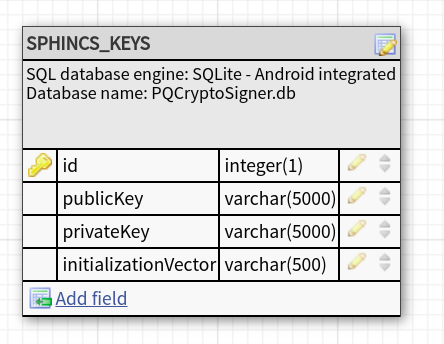 SPHINCS_KEYS
SQL database engine: SQLite - Android integrated
Database name: PQCryptoSigner.db
id integer(1)
publicKey varchar(5000)
privateKey varchar(5000)
initializationVector varchar(500)
Add field